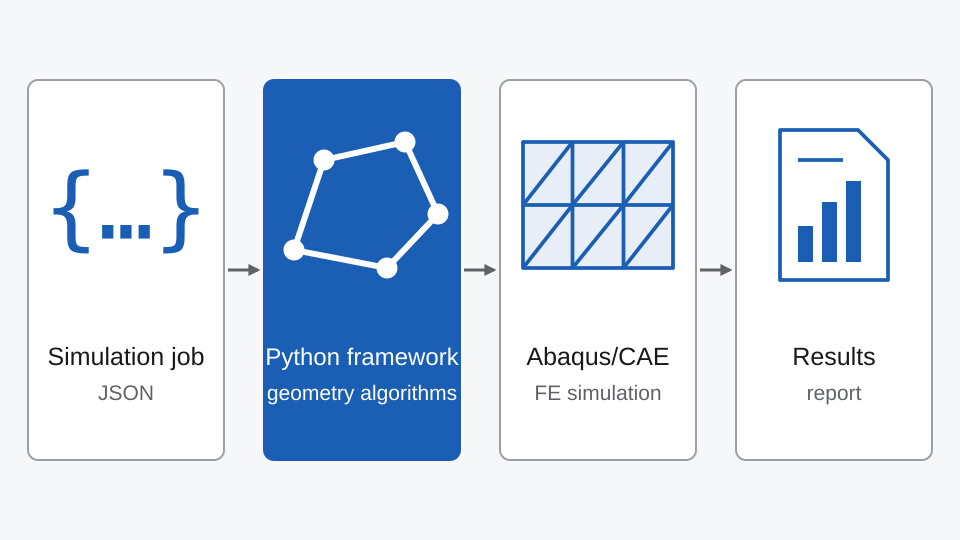 {…}
Simulation job
JSON
Python framework
geometry algorithms
Abaqus/CAE
FE simulation
Results
report